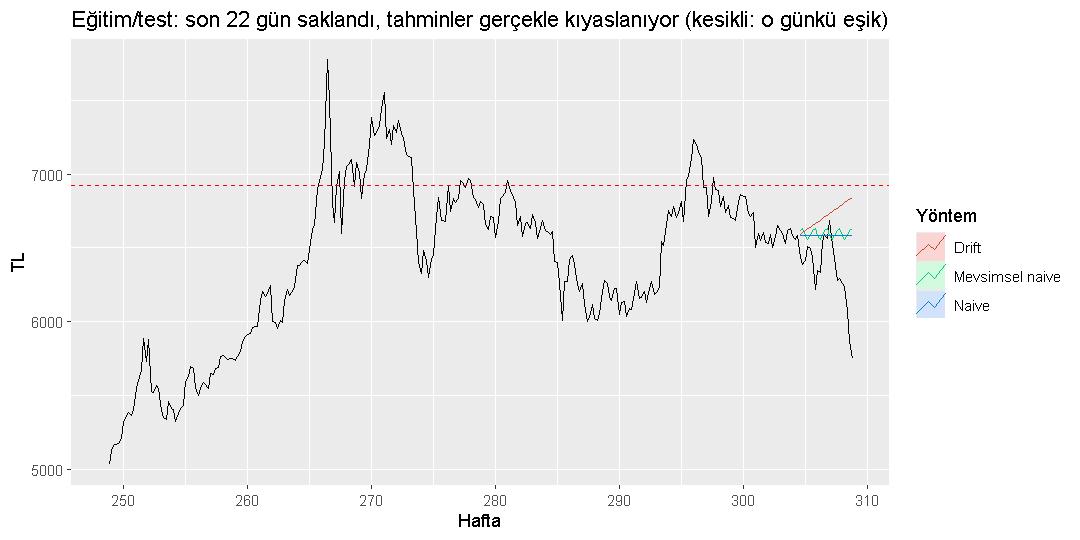 Eğitim/test: son 22 gün saklandı, tahminler gerçekle kıyaslanıyor (kesikli: o günkü eşik)
TL
7000
6000
5000
250
260
270
280
290
300
310
Hafta
Yöntem
Drift
Mevsimsel naive
Naive